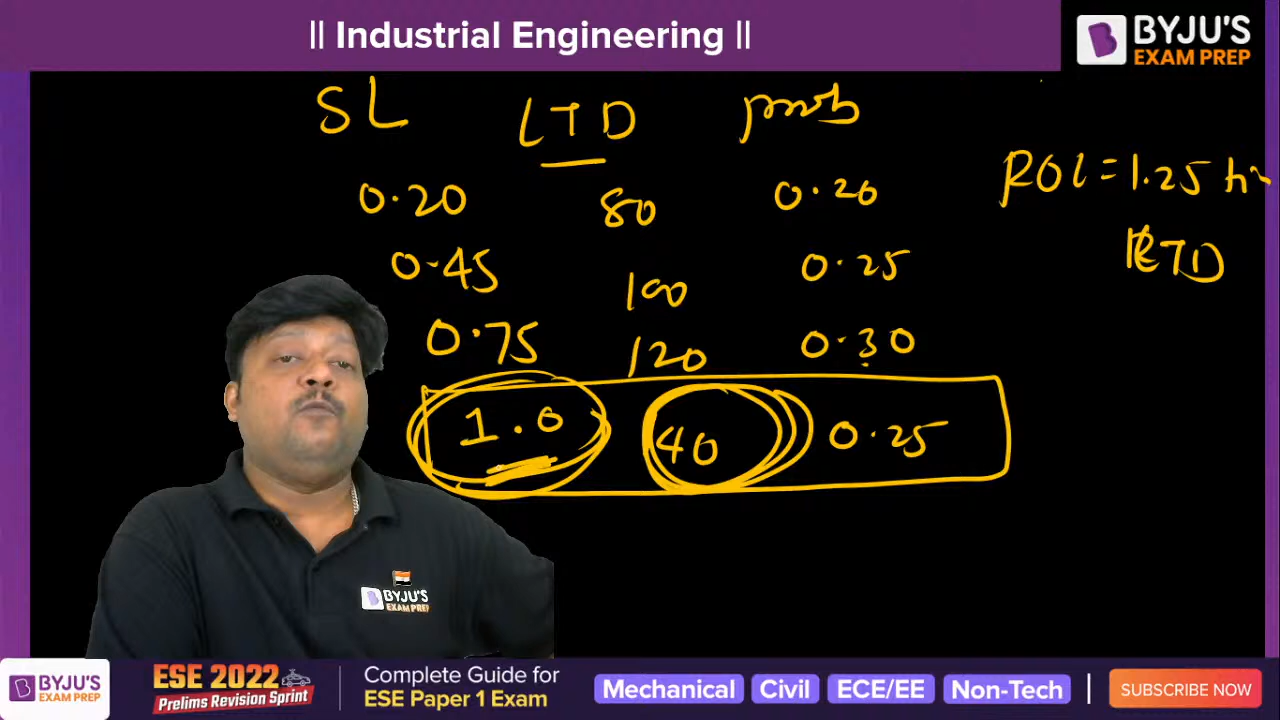 || Industrial Engineering ||
BYJU'S
EXAM PREP
SL LTD prob
0.20 80 0.20
0.45 100 0.25
0.75 120 0.30
1.0 40 0.25
ROL = 1.25
LTD
BYJU'S
EXAM PREP
BYJU'S
EXAM PREP
ESE 2022
Prelims Revision Sprint
Complete Guide for
ESE Paper 1 Exam
Mechanical Civil ECE/EE Non-Tech
SUBSCRIBE NOW